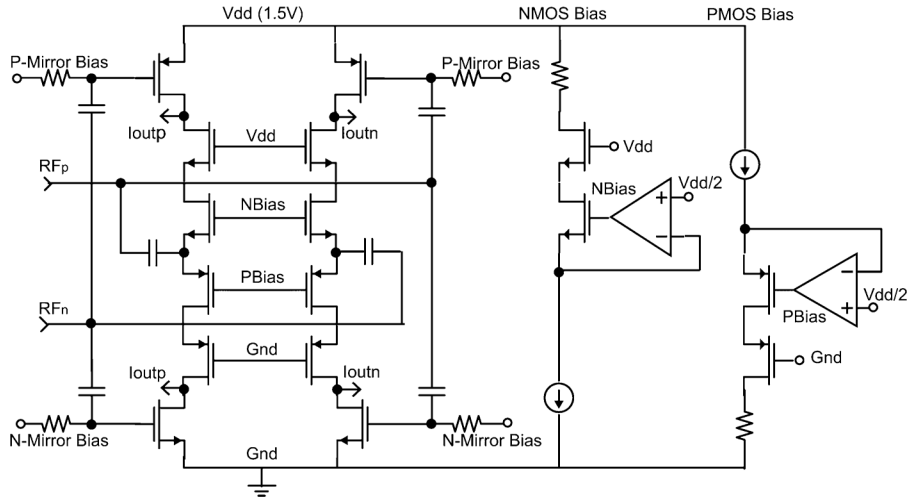 Vdd (1.5V)
NMOS Bias
PMOS Bias
P-Mirror Bias
P-Mirror Bias
Ioutp
Vdd
Ioutn
Vdd
RFp
NBias
NBias
Vdd/2
+
−
PBias
−
+
Vdd/2
PBias
RFn
Gnd
Gnd
Ioutp
Ioutn
N-Mirror Bias
Gnd
N-Mirror Bias